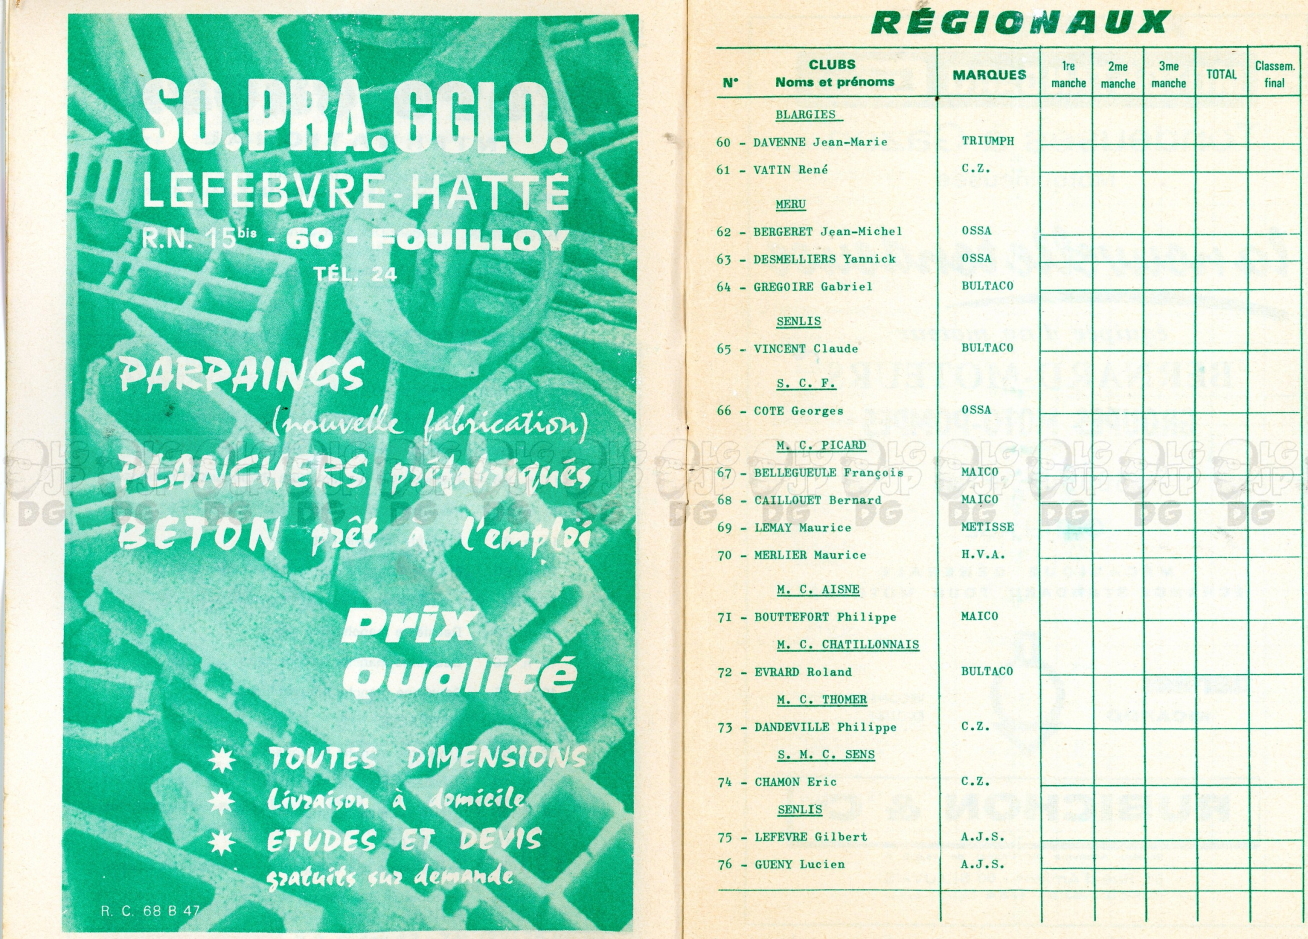 SO.PRA.GGLO.
LEFEBVRE-HATTÉ
R.N. 15bis - 60 - FOUILLOY
TÉL. 24
PARPAINGS
(nouvelle fabrication)
PLANCHERS préfabriqués
BETON prêt à l'emploi
Prix
Qualité
TOUTES DIMENSIONS
Livraison à domicile
ETUDES ET DEVIS
gratuits sur demande
R. C. 68 B 47
RÉGIONAUX
N° CLUBS Noms et prénoms MARQUES 1re manche 2me manche 3me manche TOTAL Classem. final
BLARGIES
60 - DAVENNE Jean-Marie TRIUMPH
61 - VATIN René C.Z.
MERU
62 - BERGERET Jean-Michel OSSA
63 - DESMELLIERS Yannick OSSA
64 - GREGOIRE Gabriel BULTACO
SENLIS
65 - VINCENT Claude BULTACO
S. C. F.
66 - COTE Georges OSSA
M. C. PICARD
67 - BELLEGUEULE François MAICO
68 - CAILLOUET Bernard MAICO
69 - LEMAY Maurice METISSE
70 - MERLIER Maurice H.V.A.
M. C. AISNE
71 - BOUTTEFORT Philippe MAICO
M. C. CHATILLONNAIS
72 - EVRARD Roland BULTACO
M. C. THOMER
73 - DANDEVILLE Philippe C.Z.
S. M. C. SENS
74 - CHAMON Eric C.Z.
SENLIS
75 - LEFEVRE Gilbert A.J.S.
76 - GUENY Lucien A.J.S.
LG JP DG